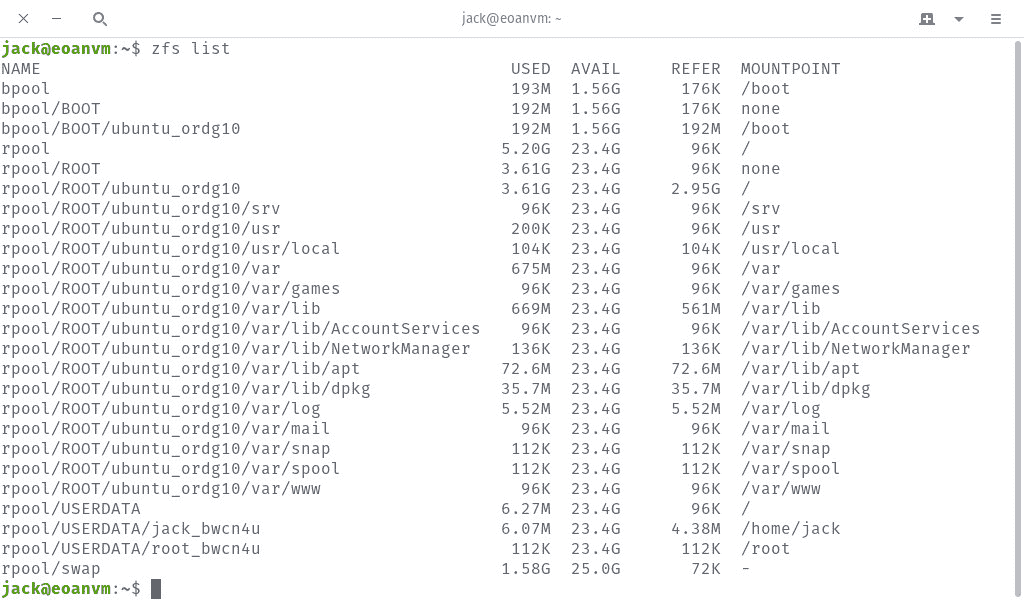 jack@eoanvm: ~
jack@eoanvm:~$ zfs list
NAME USED AVAIL REFER MOUNTPOINT
bpool 193M 1.56G 176K /boot
bpool/BOOT 192M 1.56G 176K none
bpool/BOOT/ubuntu_ordg10 192M 1.56G 192M /boot
rpool 5.20G 23.4G 96K /
rpool/ROOT 3.61G 23.4G 96K none
rpool/ROOT/ubuntu_ordg10 3.61G 23.4G 2.95G /
rpool/ROOT/ubuntu_ordg10/srv 96K 23.4G 96K /srv
rpool/ROOT/ubuntu_ordg10/usr 200K 23.4G 96K /usr
rpool/ROOT/ubuntu_ordg10/usr/local 104K 23.4G 104K /usr/local
rpool/ROOT/ubuntu_ordg10/var 675M 23.4G 96K /var
rpool/ROOT/ubuntu_ordg10/var/games 96K 23.4G 96K /var/games
rpool/ROOT/ubuntu_ordg10/var/lib 669M 23.4G 561M /var/lib
rpool/ROOT/ubuntu_ordg10/var/lib/AccountServices 96K 23.4G 96K /var/lib/AccountServices
rpool/ROOT/ubuntu_ordg10/var/lib/NetworkManager 136K 23.4G 136K /var/lib/NetworkManager
rpool/ROOT/ubuntu_ordg10/var/lib/apt 72.6M 23.4G 72.6M /var/lib/apt
rpool/ROOT/ubuntu_ordg10/var/lib/dpkg 35.7M 23.4G 35.7M /var/lib/dpkg
rpool/ROOT/ubuntu_ordg10/var/log 5.52M 23.4G 5.52M /var/log
rpool/ROOT/ubuntu_ordg10/var/mail 96K 23.4G 96K /var/mail
rpool/ROOT/ubuntu_ordg10/var/snap 112K 23.4G 112K /var/snap
rpool/ROOT/ubuntu_ordg10/var/spool 112K 23.4G 112K /var/spool
rpool/ROOT/ubuntu_ordg10/var/www 96K 23.4G 96K /var/www
rpool/USERDATA 6.27M 23.4G 96K /
rpool/USERDATA/jack_bwcn4u 6.07M 23.4G 4.38M /home/jack
rpool/USERDATA/root_bwcn4u 112K 23.4G 112K /root
rpool/swap 1.58G 25.0G 72K -
jack@eoanvm:~$